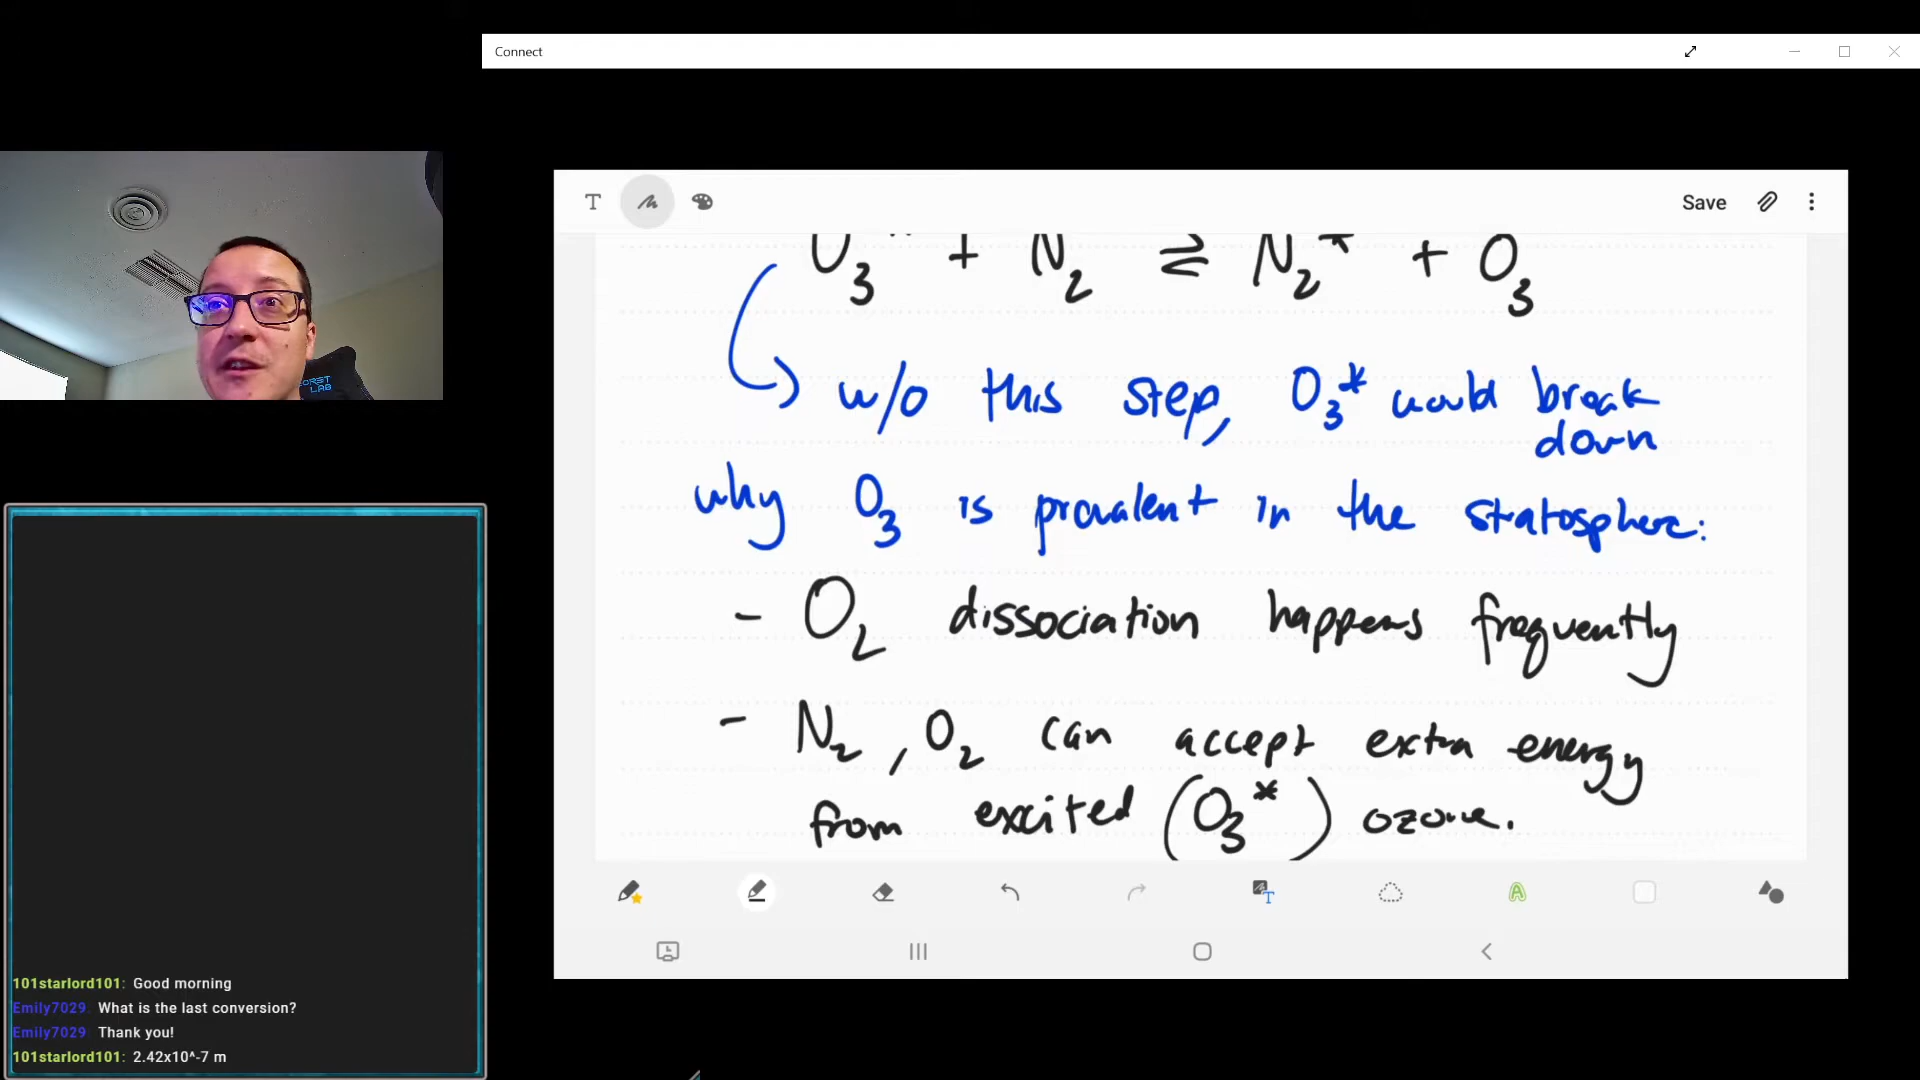 Connect
T Save
O₃* + N₂ ⇌ N₂* + O₃
w/o this step, O₃* would break
down
why O₃ is prevalent in the stratosphere:
- O₂ dissociation happens frequently
- N₂, O₂ can accept extra energy
from excited (O₃*) ozone.
T
A
LAB
101starlord101: Good morning
Emily7029: What is the last conversion?
Emily7029: Thank you!
101starlord101: 2.42x10^-7 m